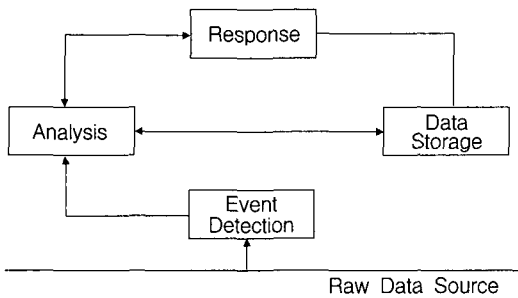 Response
Analysis
Data
Storage
Event
Detection
Raw Data Source